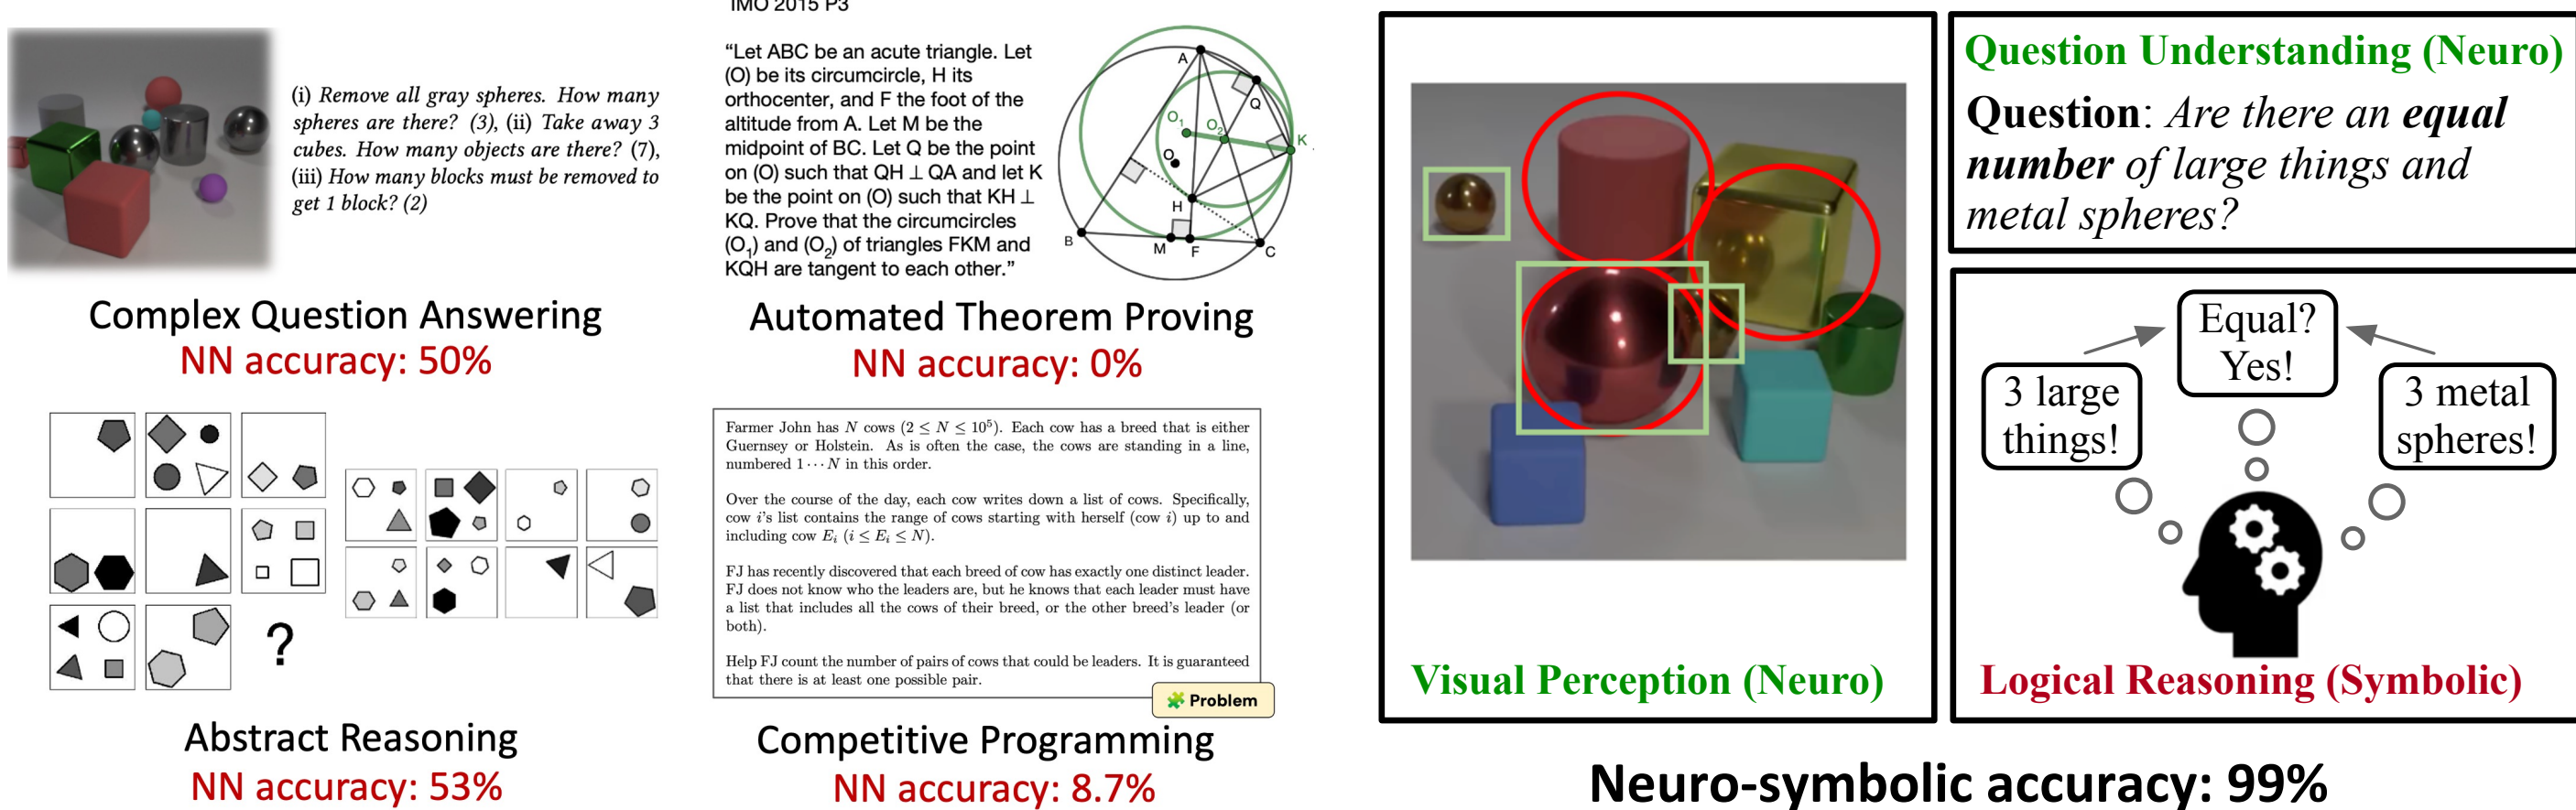 (i) Remove all gray spheres. How many
spheres are there? (3), (ii) Take away 3
cubes. How many objects are there? (7),
(iii) How many blocks must be removed to
get 1 block? (2)
Complex Question Answering
NN accuracy: 50%
IMO 2015 P3
“Let ABC be an acute triangle. Let
(O) be its circumcircle, H its
orthocenter, and F the foot of the
altitude from A. Let M be the
midpoint of BC. Let Q be the point
on (O) such that QH ⊥ QA and let K
be the point on (O) such that KH ⊥
KQ. Prove that the circumcircles
(O₁) and (O₂) of triangles FKM and
KQH are tangent to each other.”
A
Q
O₁
O₂
K
O
H
B
M
F
C
Automated Theorem Proving
NN accuracy: 0%
?
Abstract Reasoning
NN accuracy: 53%
Farmer John has N cows (2 ≤ N ≤ 10⁵). Each cow has a breed that is either
Guernsey or Holstein. As is often the case, the cows are standing in a line,
numbered 1 ··· N in this order.
Over the course of the day, each cow writes down a list of cows. Specifically,
cow i’s list contains the range of cows starting with herself (cow i) up to and
including cow Eᵢ (i ≤ Eᵢ ≤ N).
FJ has recently discovered that each breed of cow has exactly one distinct leader.
FJ does not know who the leaders are, but he knows that each leader must have
a list that includes all the cows of their breed, or the other breed’s leader (or
both).
Help FJ count the number of pairs of cows that could be leaders. It is guaranteed
that there is at least one possible pair.
Problem
Competitive Programming
NN accuracy: 8.7%
Visual Perception (Neuro)
Question Understanding (Neuro)
Question: Are there an equal
number of large things and
metal spheres?
Equal?
Yes!
3 large
things!
3 metal
spheres!
Logical Reasoning (Symbolic)
Neuro-symbolic accuracy: 99%